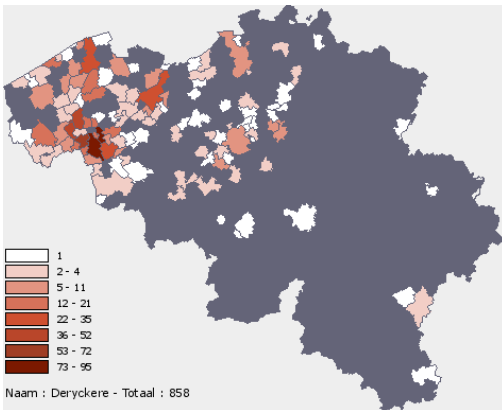 1
2 - 4
5 - 11
12 - 21
22 - 35
36 - 52
53 - 72
73 - 95
Naam : Deryckere - Totaal : 858